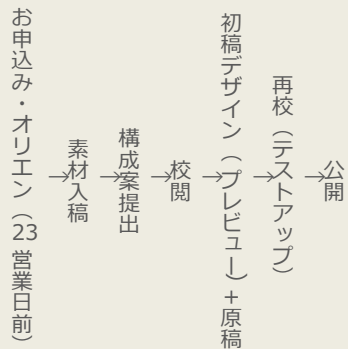 お申込み・オリエン（23営業日前）
→
素材入稿
→
構成案提出
→
校閲
→
初稿デザイン（プレビュー）+原稿
→
再校（テストアップ）
→
公開